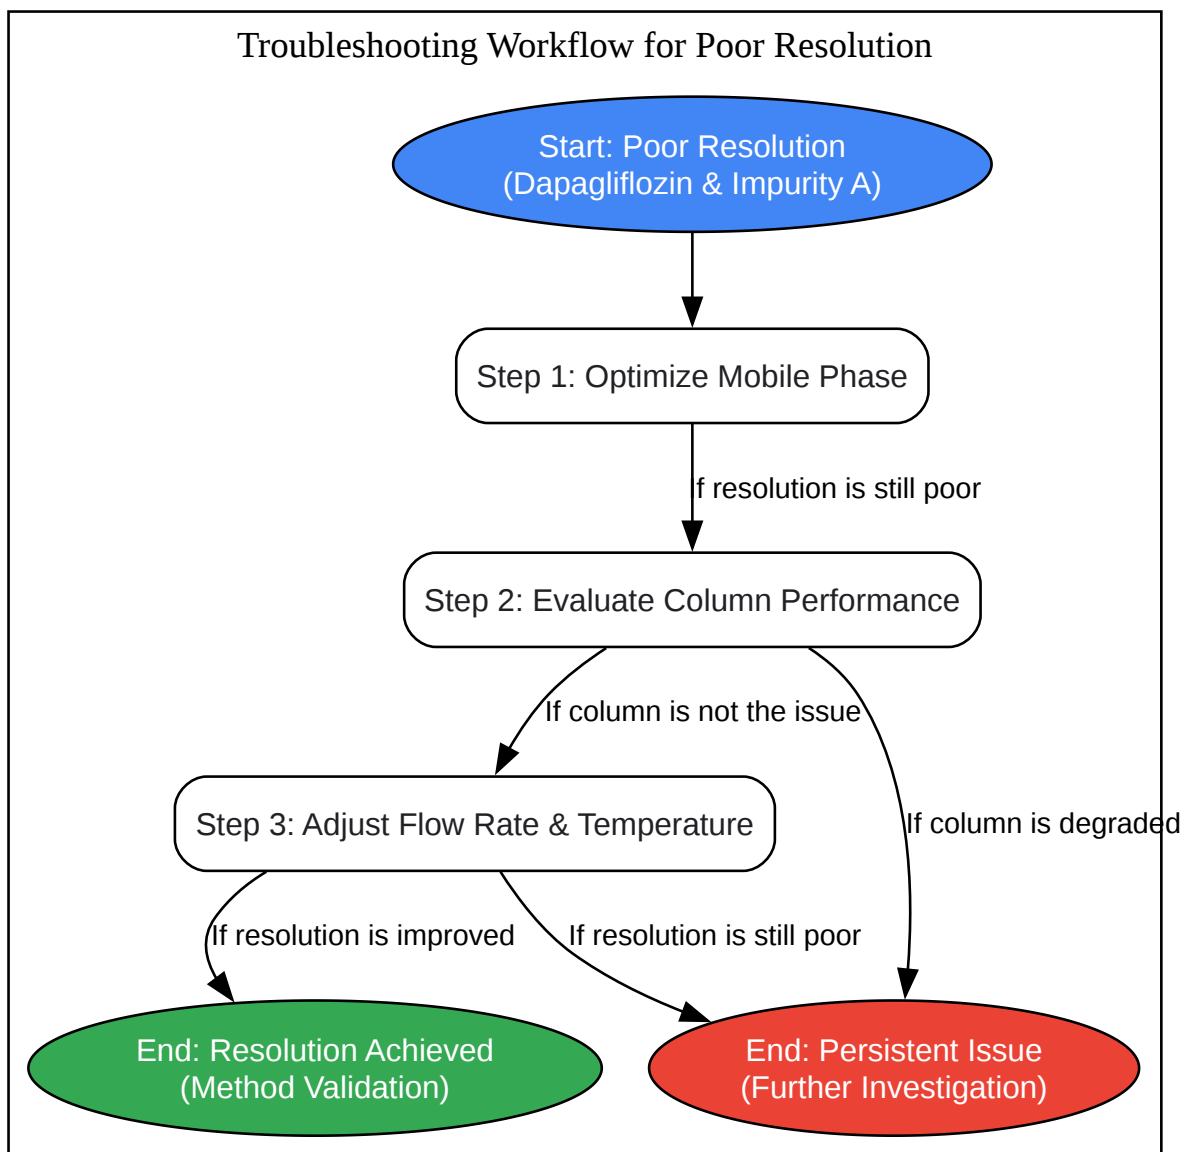 Troubleshooting Workflow for Poor Resolution
Start: Poor Resolution
(Dapagliflozin & Impurity A)
Step 1: Optimize Mobile Phase
If resolution is still poor
Step 2: Evaluate Column Performance
If column is not the issue
Step 3: Adjust Flow Rate & Temperature
If column is degraded
If resolution is improved
If resolution is still poor
End: Resolution Achieved
(Method Validation)
End: Persistent Issue
(Further Investigation)